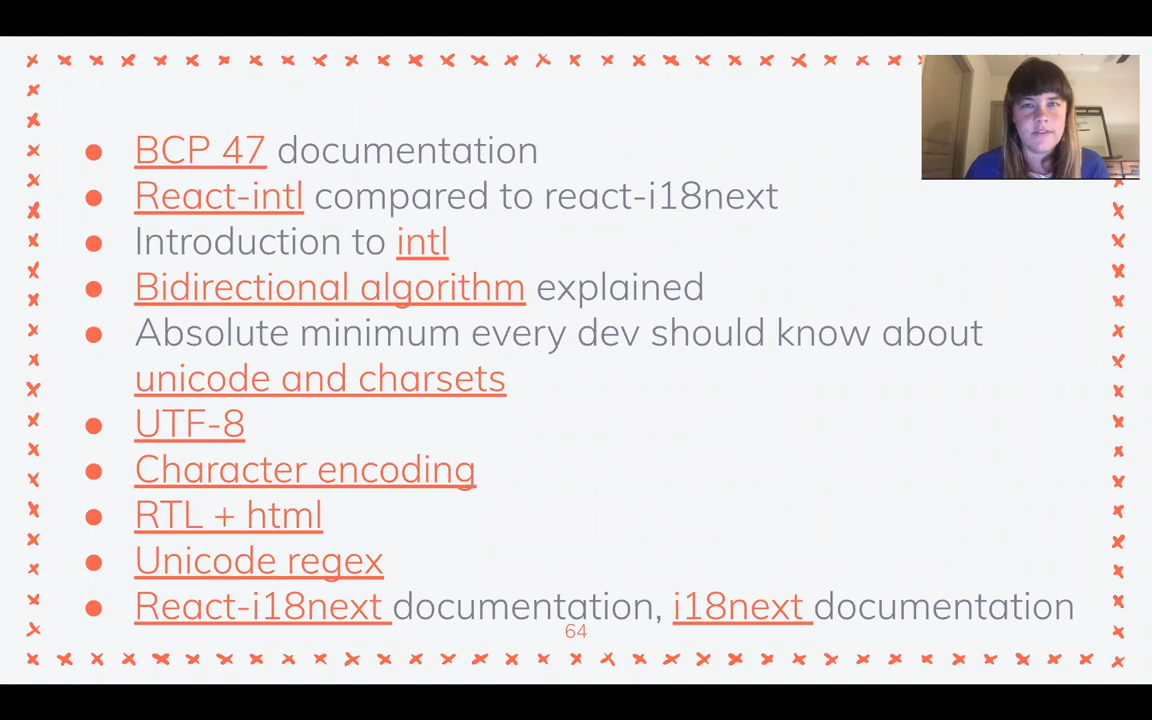 BCP 47 documentation
React-intl compared to react-i18next
Introduction to intl
Bidirectional algorithm explained
Absolute minimum every dev should know about
unicode and charsets
UTF-8
Character encoding
RTL + html
Unicode regex
React-i18next documentation, i18next documentation
64